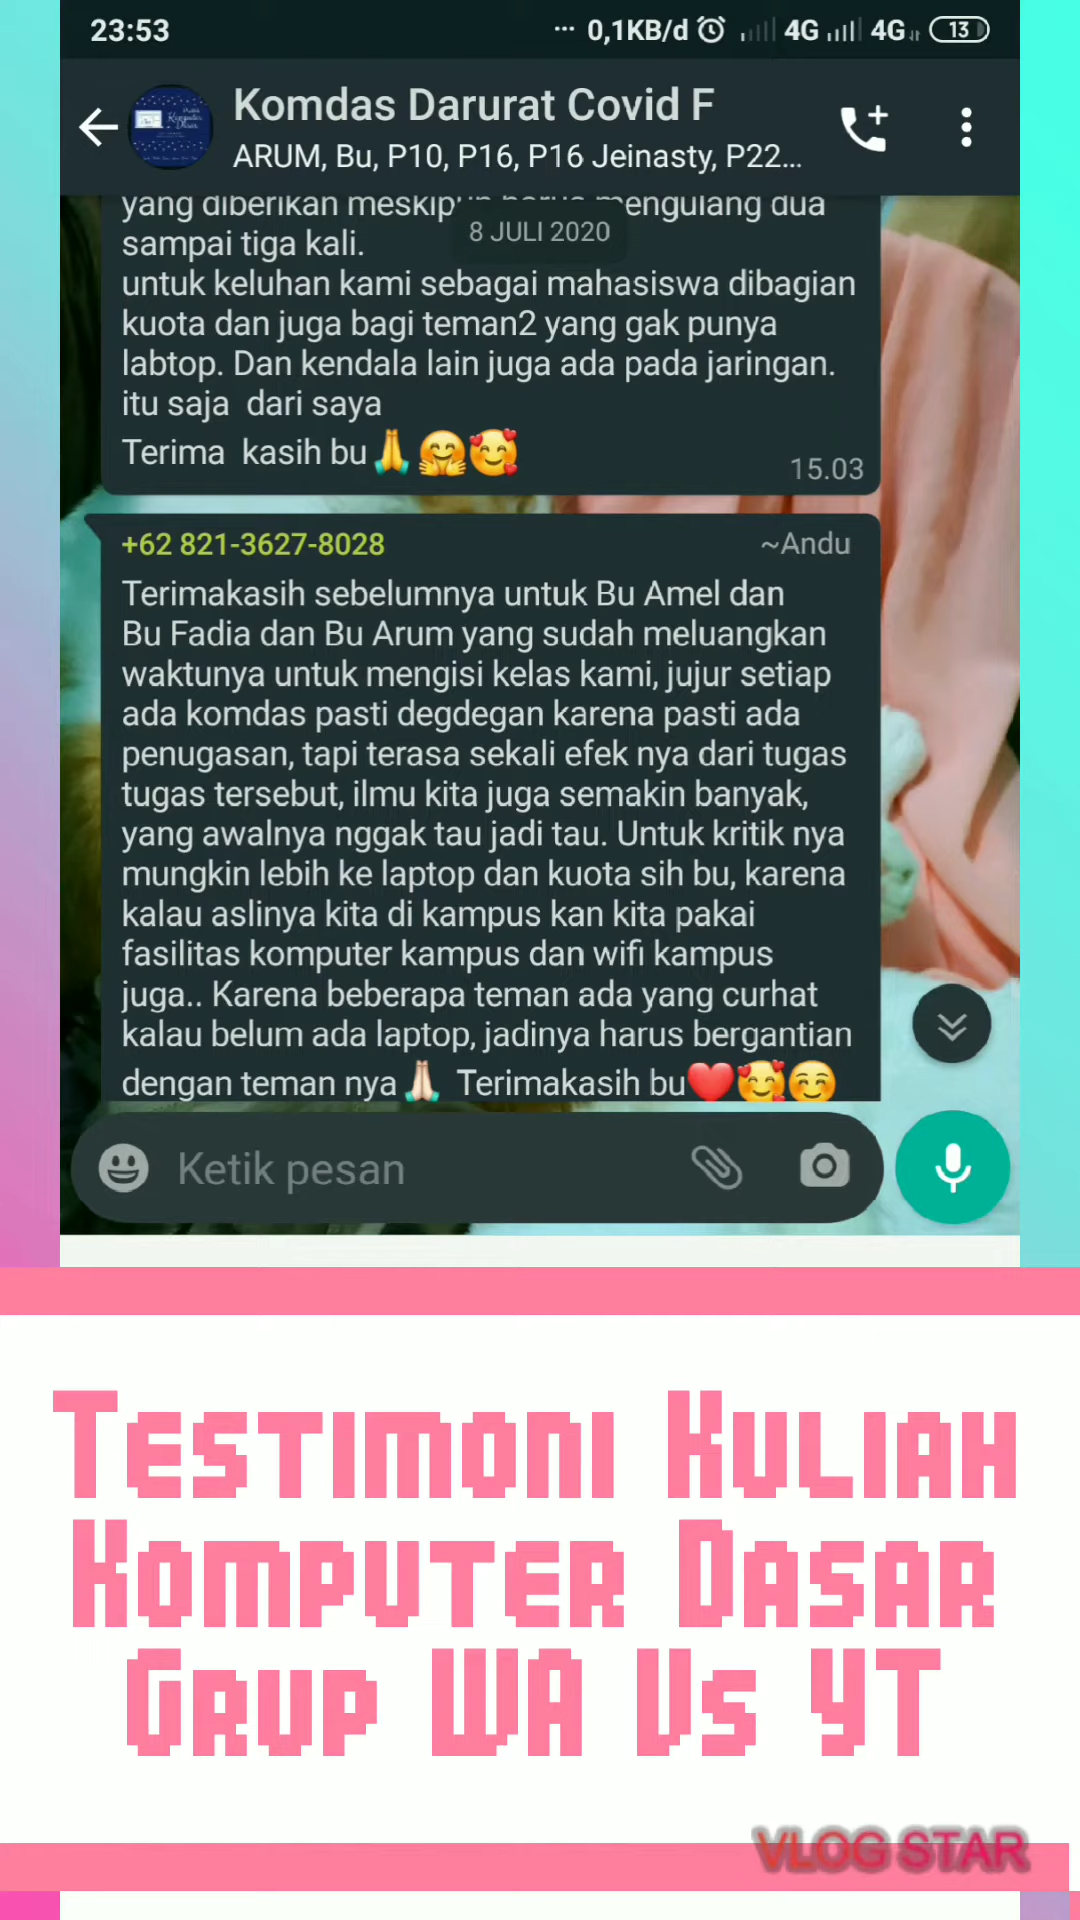 23:53
... 0,1KB/d 4G 4G 13
Komdas Darurat Covid F
ARUM, Bu, P10, P16, P16 Jeinasty, P22...
yang diberikan meskipun harus mengulang dua
8 JULI 2020
sampai tiga kali.
untuk keluhan kami sebagai mahasiswa dibagian
kuota dan juga bagi teman2 yang gak punya
labtop. Dan kendala lain juga ada pada jaringan.
itu saja dari saya
Terima kasih bu🙏🤗🥰
15.03
+62 821-3627-8028 ~Andu
Terimakasih sebelumnya untuk Bu Amel dan
Bu Fadia dan Bu Arum yang sudah meluangkan
waktunya untuk mengisi kelas kami, jujur setiap
ada komdas pasti degdegan karena pasti ada
penugasan, tapi terasa sekali efek nya dari tugas
tugas tersebut, ilmu kita juga semakin banyak,
yang awalnya nggak tau jadi tau. Untuk kritik nya
mungkin lebih ke laptop dan kuota sih bu, karena
kalau aslinya kita di kampus kan kita pakai
fasilitas komputer kampus dan wifi kampus
juga.. Karena beberapa teman ada yang curhat
kalau belum ada laptop, jadinya harus bergantian
dengan teman nya🙏🏻 Terimakasih bu❤️🥰☺️
Ketik pesan
Testimoni Kuliah
Komputer Dasar
Grup WA Vs YT
VLOG STAR